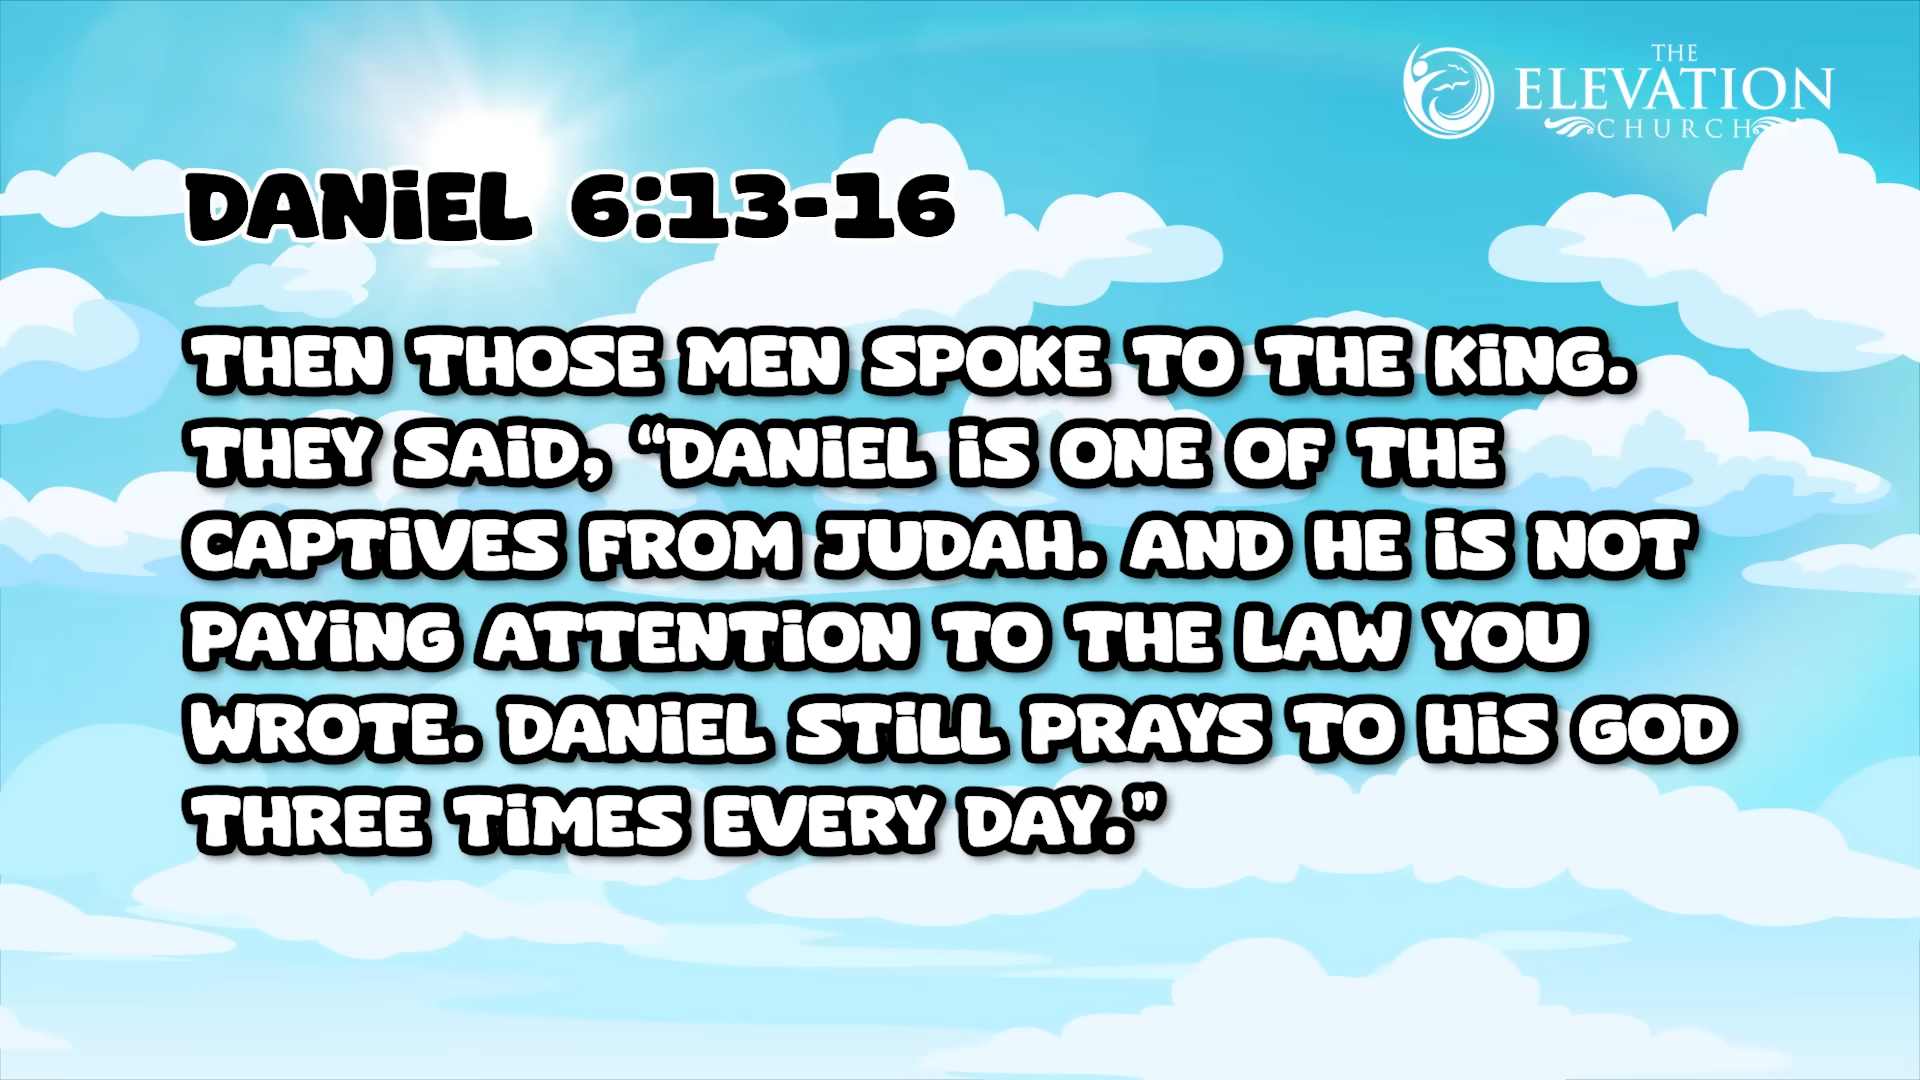 THE
ELEVATION
CHURCH
DANiEL 6:13-16
THEN THOSE MEN SPOKE TO THE KiNG.
THEY SAiD, “DANiEL iS ONE OF THE
CAPTiVES FROM JUDAH. AND HE iS NOT
PAYiNG ATTENTiON TO THE LAW YOU
WROTE. DANiEL STiLL PRAYS TO HiS GOD
THREE TiMES EVERY DAY.”